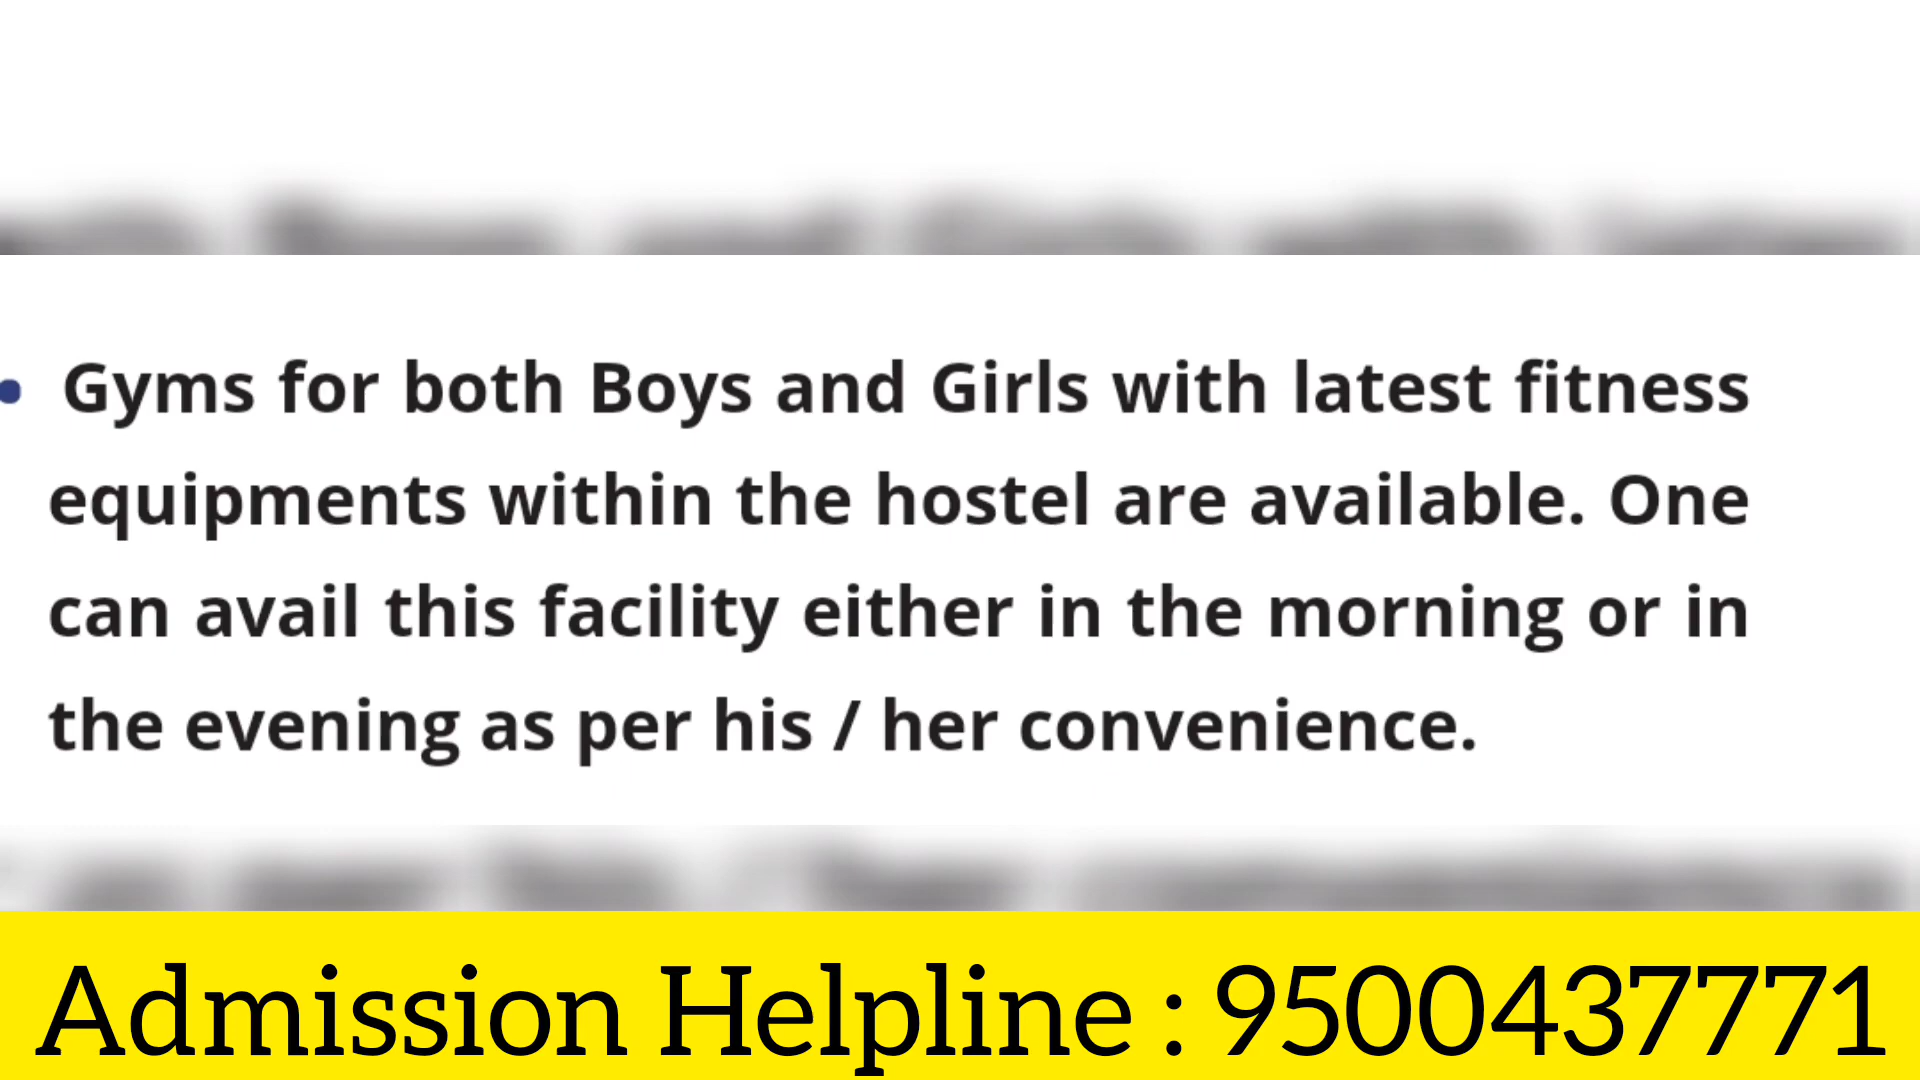 • Gyms for both Boys and Girls with latest fitness
equipments within the hostel are available. One
can avail this facility either in the morning or in
the evening as per his / her convenience.
Admission Helpline : 9500437771